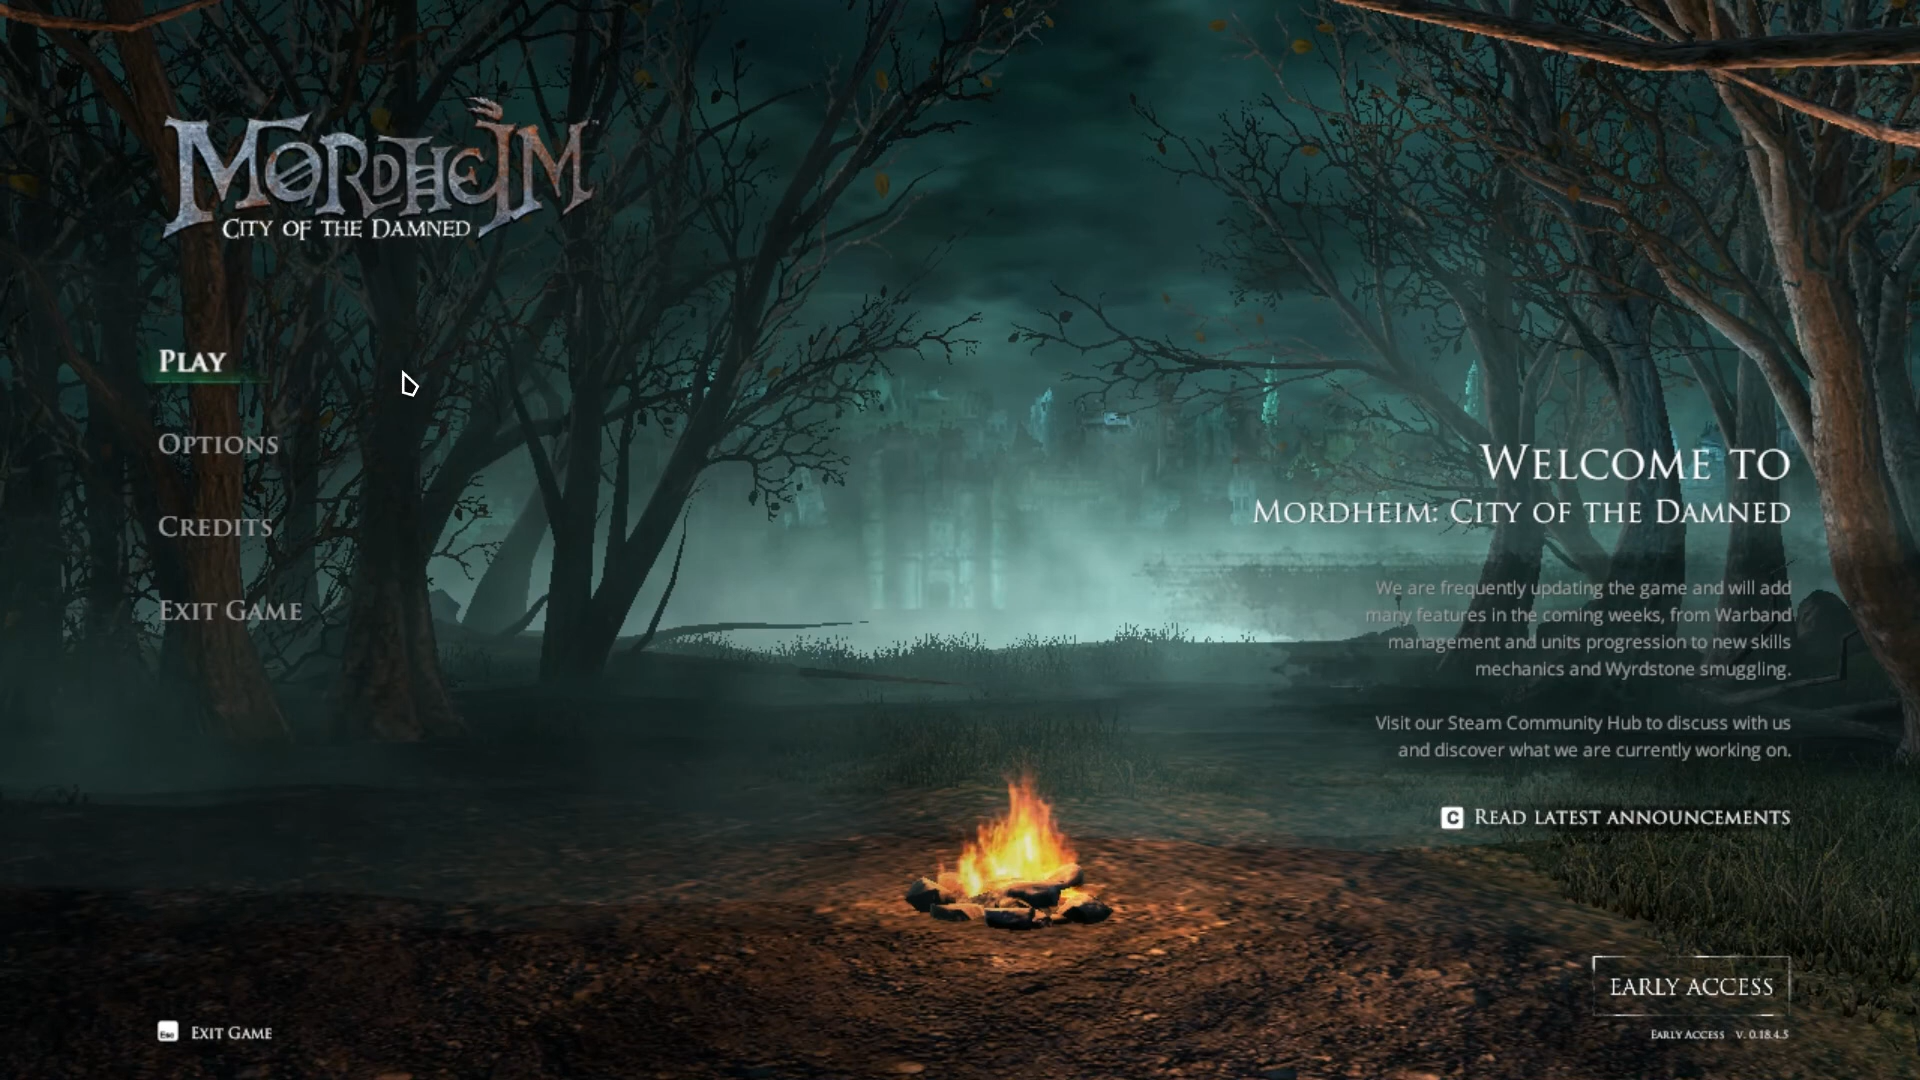 MORDHEIM™
CITY OF THE DAMNED
PLAY
OPTIONS
CREDITS
EXIT GAME
WELCOME TO
MORDHEIM: CITY OF THE DAMNED
We are frequently updating the game and will add
many features in the coming weeks, from Warband
management and units progression to new skills
mechanics and Wyrdstone smuggling.
Visit our Steam Community Hub to discuss with us
and discover what we are currently working on.
C READ LATEST ANNOUNCEMENTS
EARLY ACCESS
EARLY ACCESS V. 0.18.4.5
Esc EXIT GAME